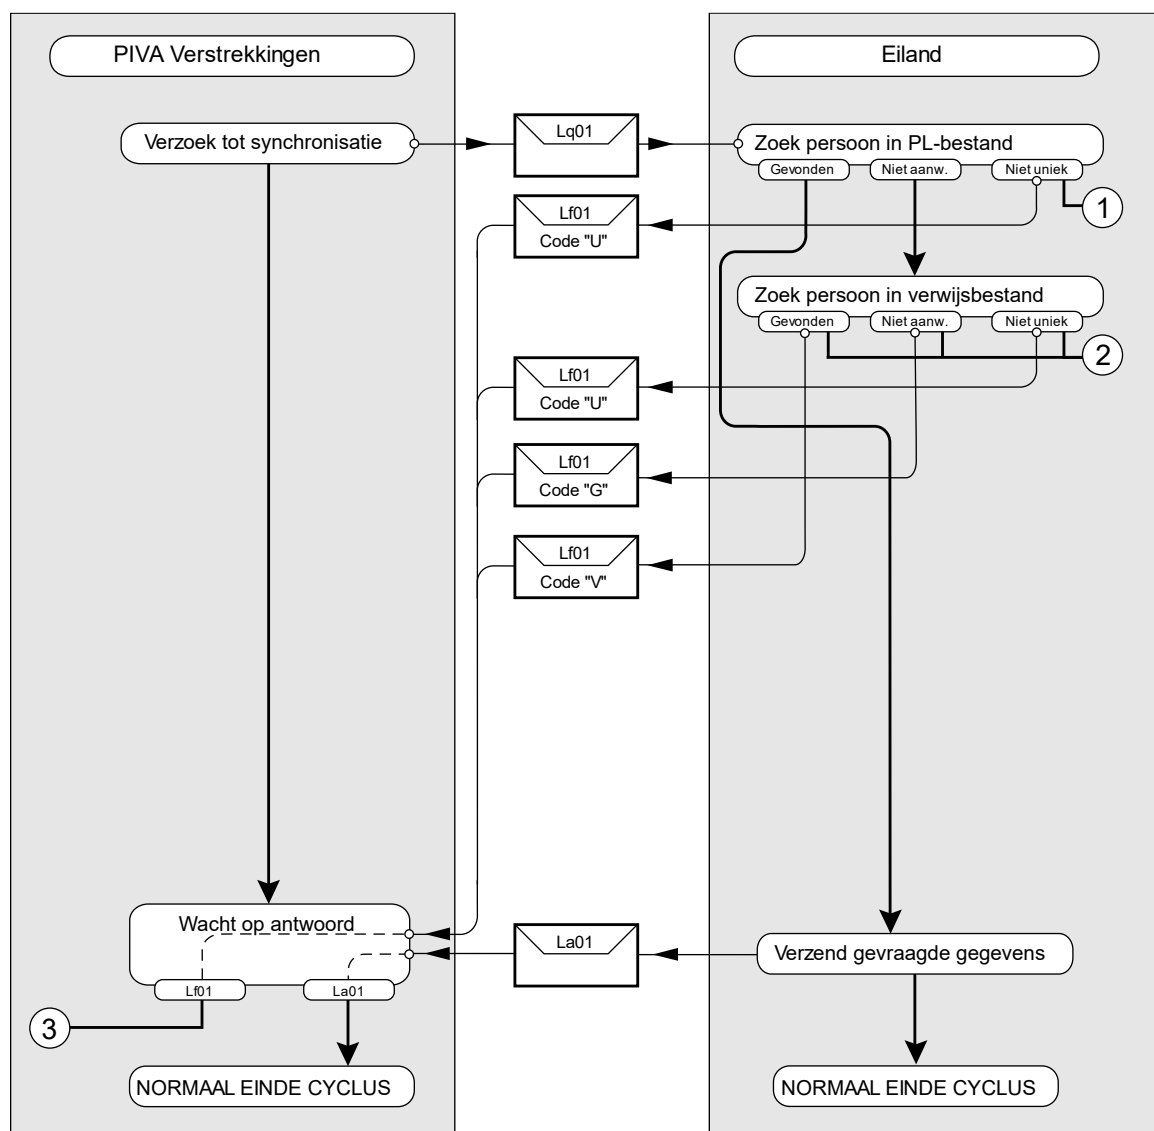 PIVA Verstrekkingen
Eiland
Verzoek tot synchronisatie
Lq01
Zoek persoon in PL-bestand
Gevonden
Niet aanw.
Niet uniek
1
Lf01
Code "U"
Zoek persoon in verwijsbestand
Gevonden
Niet aanw.
Niet uniek
2
Lf01
Code "U"
Lf01
Code "G"
Lf01
Code "V"
Wacht op antwoord
La01
Verzend gevraagde gegevens
Lf01
La01
3
NORMAAL EINDE CYCLUS
NORMAAL EINDE CYCLUS